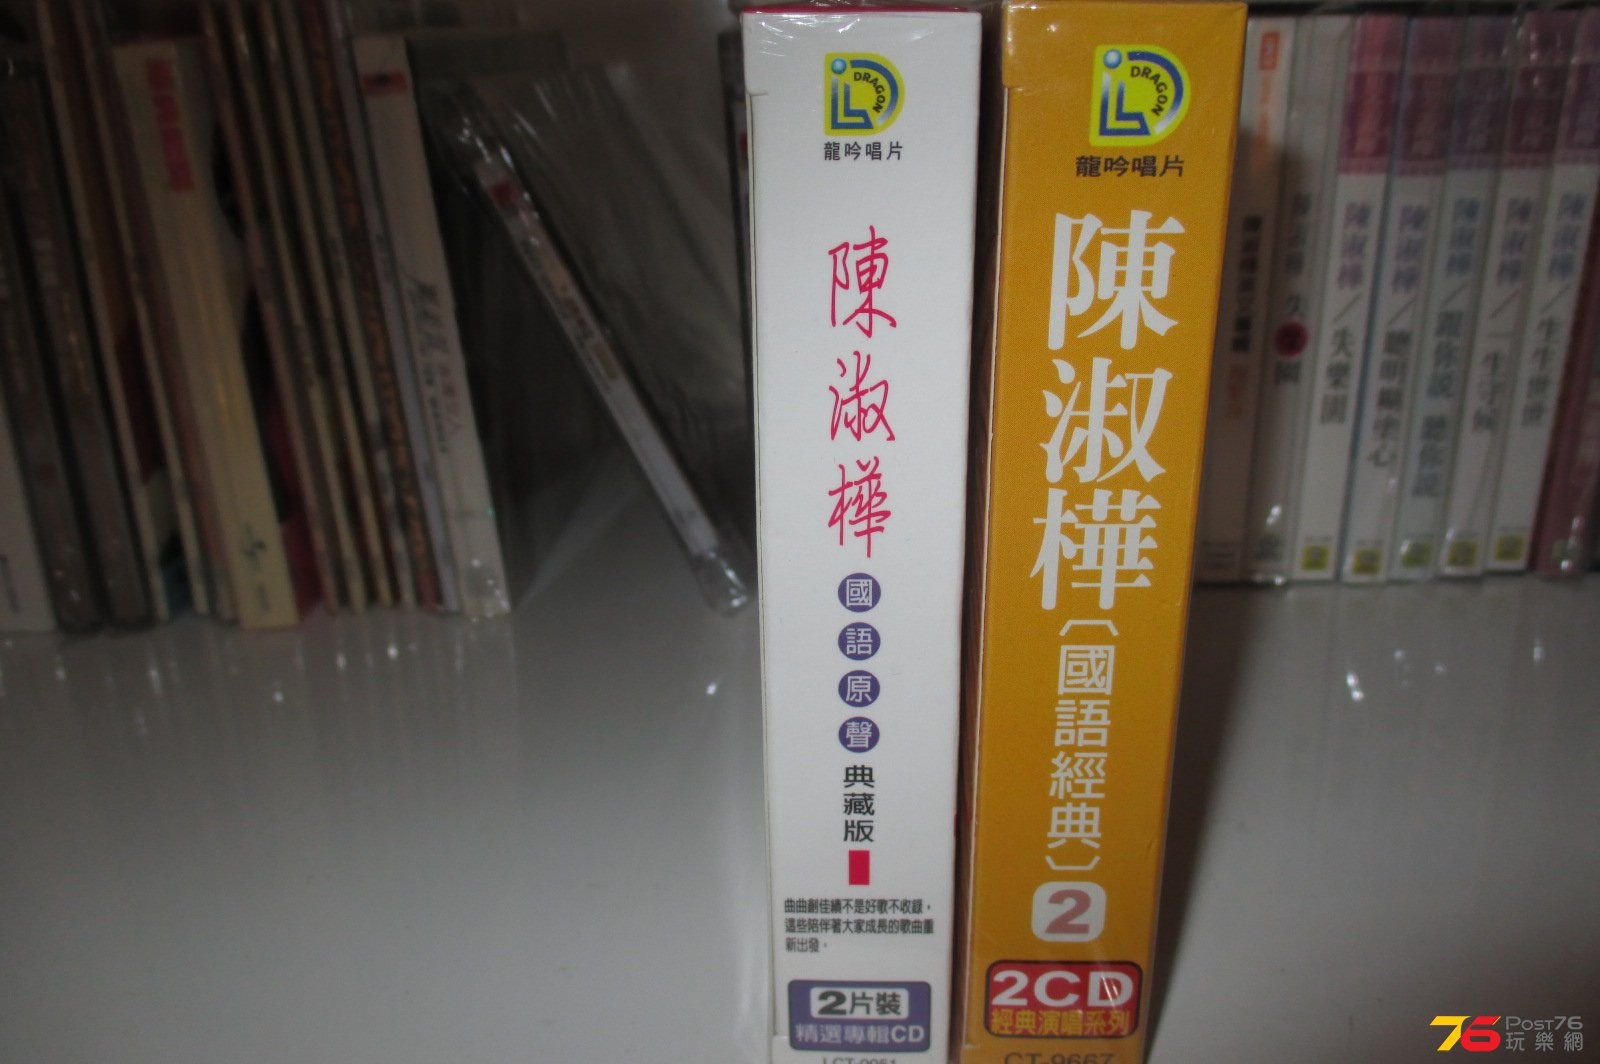 DRAGON
龍吟唱片
陳淑樺
國語原聲
典藏版
曲曲創佳績不是好歌不收錄，
這些陪伴著大家成長的歌曲重
新出發。
2片裝
精選專輯CD
DRAGON
龍吟唱片
陳淑樺
〔國語經典〕
2
2CD
經典演唱系列
CT-9667
陳淑樺／失樂園
陳淑樺／聰明糊塗心
陳淑樺／跟你說 聽你說
陳淑樺／一生守候
陳淑樺／生生世世
76 Post76
玩樂網